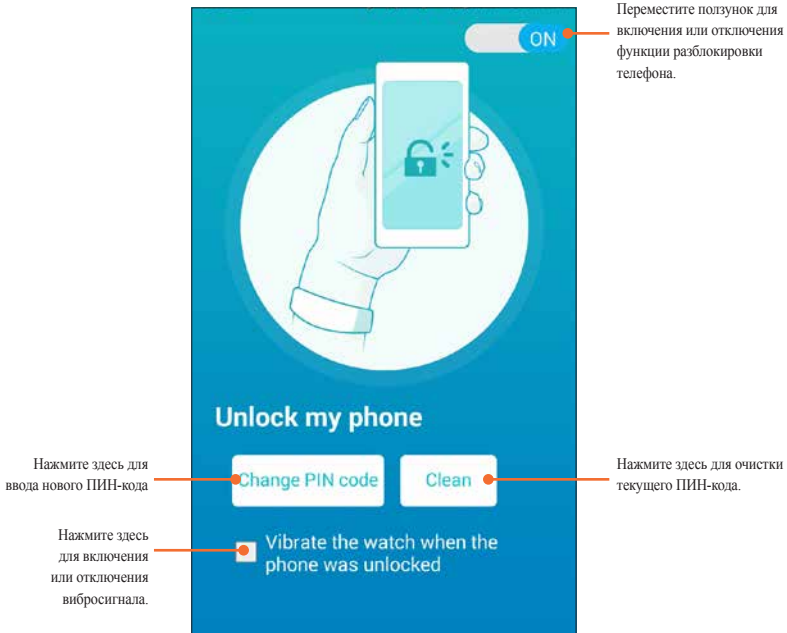 Переместите ползунок для
включения или отключения
функции разблокировки
телефона.
ON
Unlock my phone
Нажмите здесь для
ввода нового ПИН-кода
Change PIN code
Clean
Нажмите здесь для очистки
текущего ПИН-кода.
Нажмите здесь
для включения
или отключения
вибросигнала.
Vibrate the watch when the
phone was unlocked